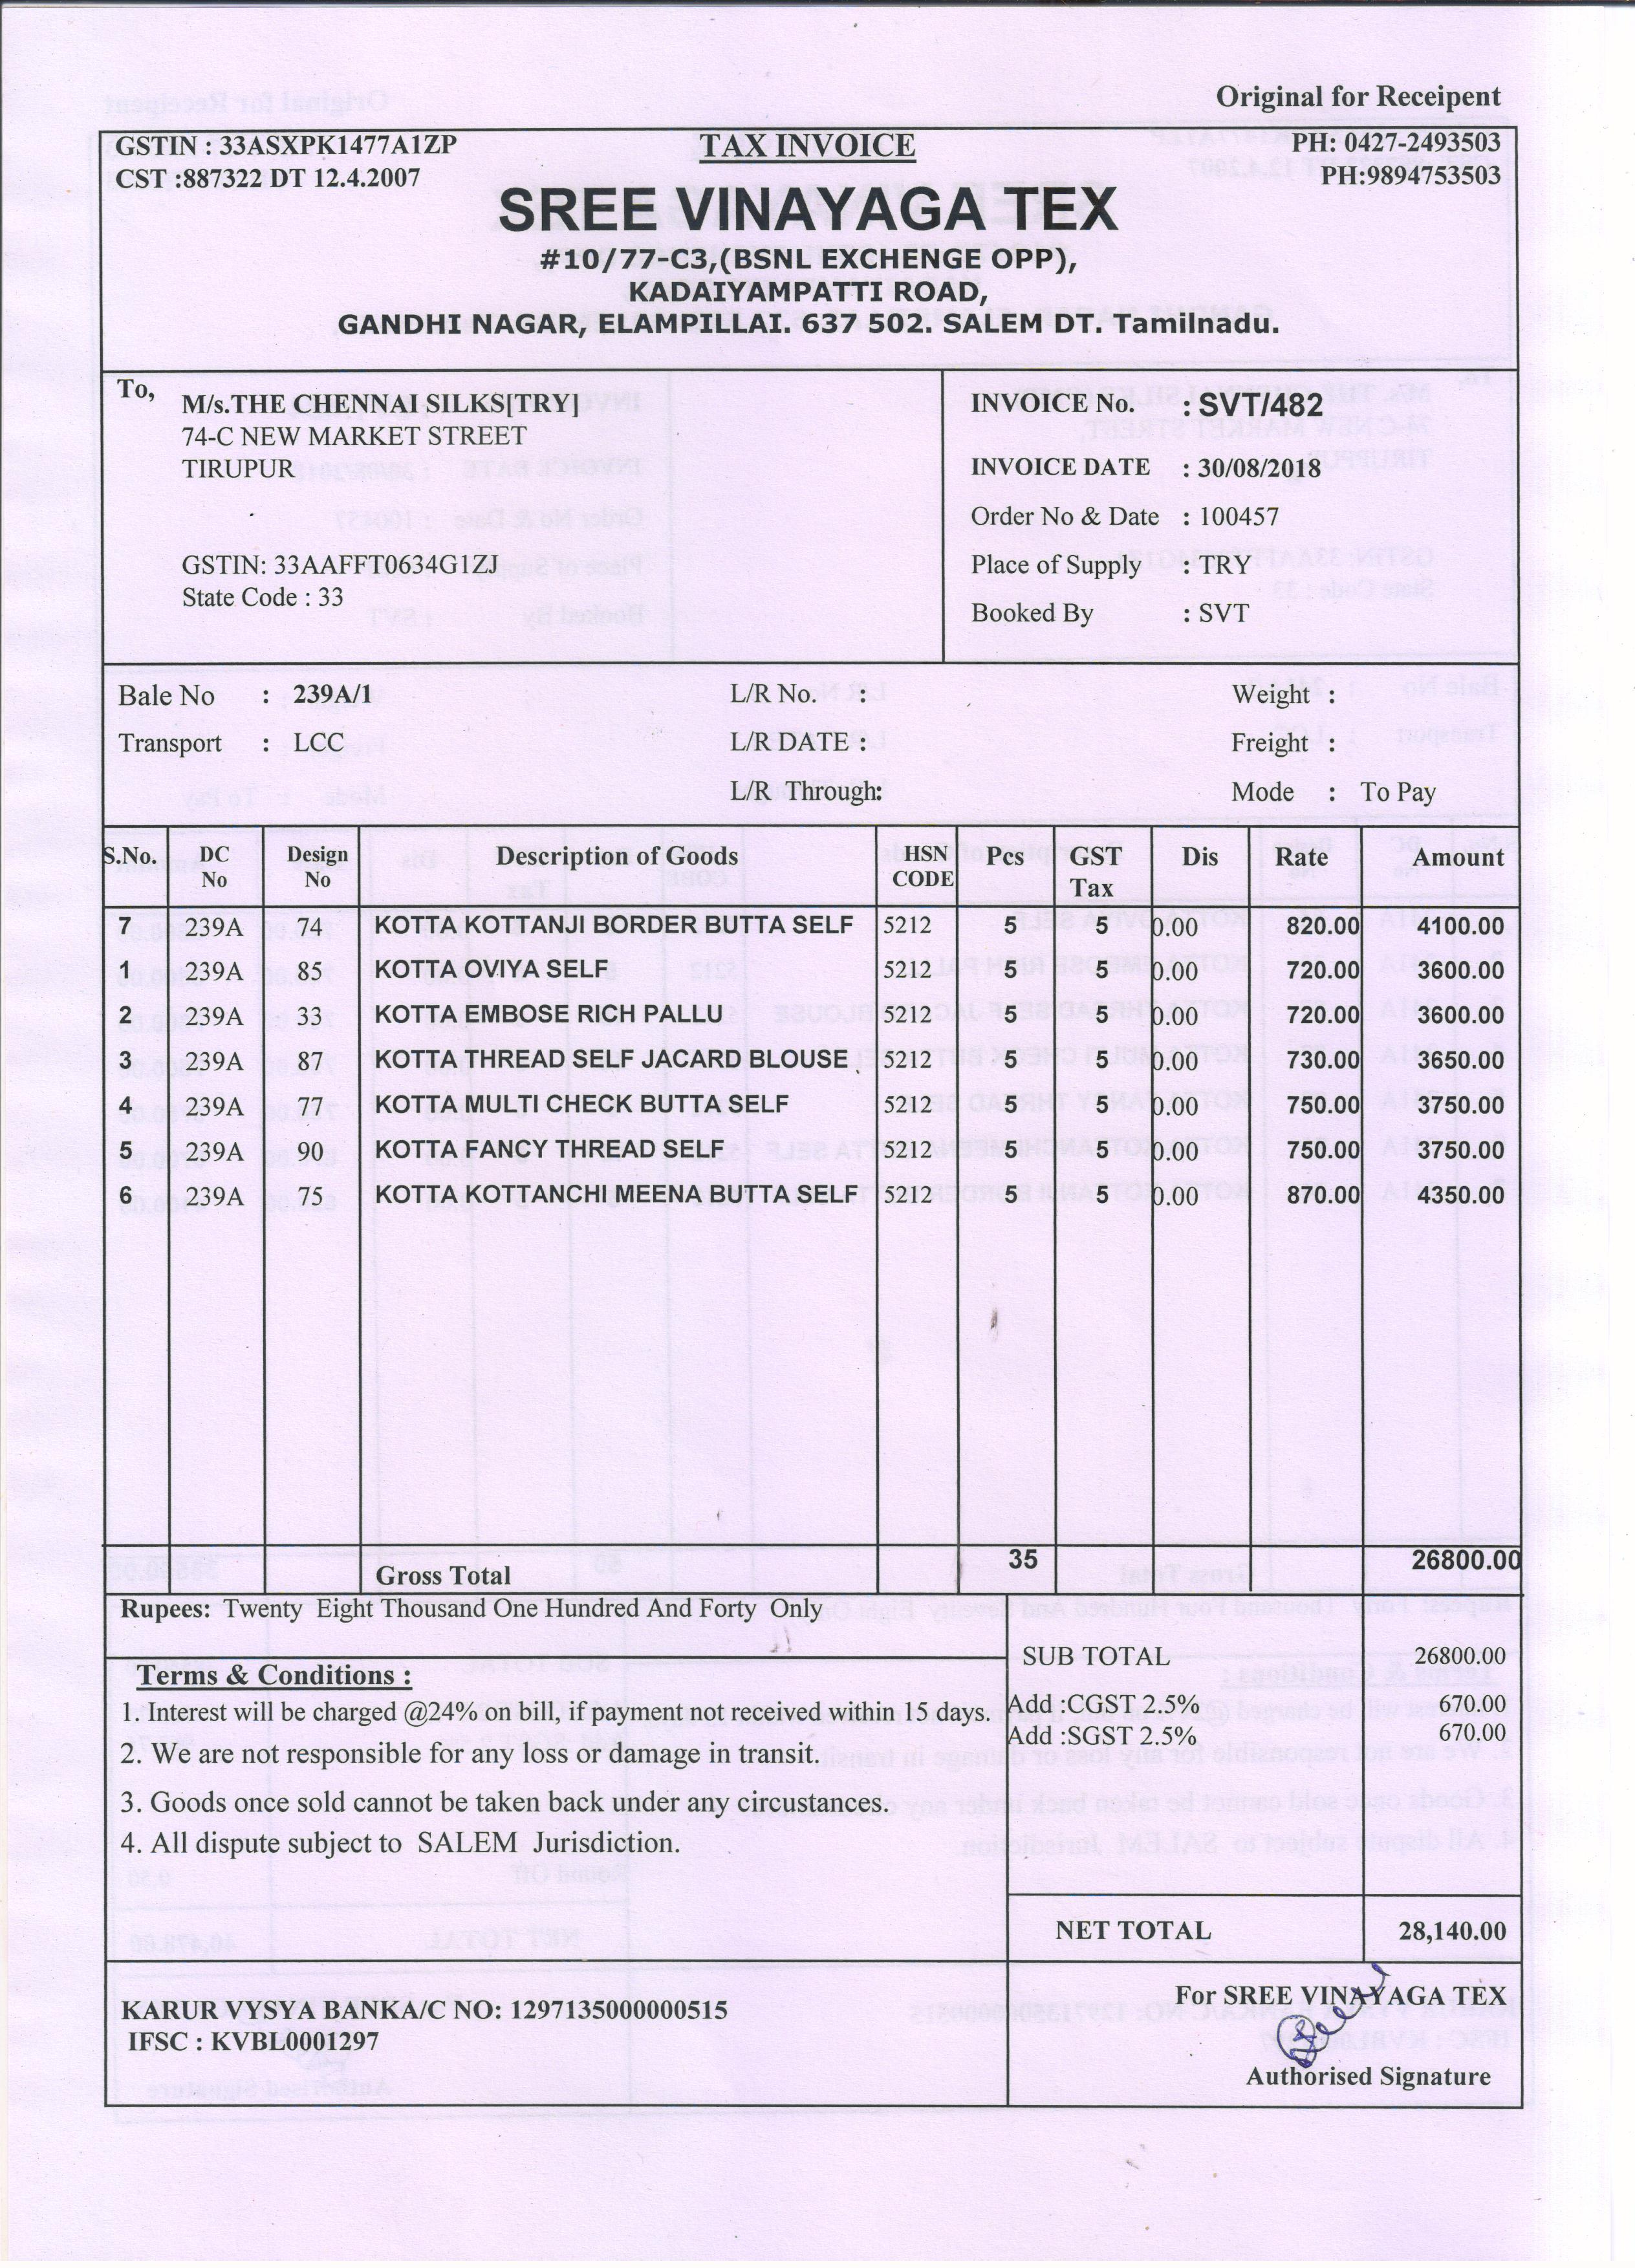 Original for Receipent
GSTIN : 33ASXPK1477A1ZP TAX INVOICE PH: 0427-2493503
CST :887322 DT 12.4.2007 PH:9894753503
SREE VINAYAGA TEX
#10/77-C3,(BSNL EXCHENGE OPP),
KADAIYAMPATTI ROAD,
GANDHI NAGAR, ELAMPILLAI. 637 502. SALEM DT. Tamilnadu.
To,
M/s.THE CHENNAI SILKS[TRY]
74-C NEW MARKET STREET
TIRUPUR
GSTIN: 33AAFFT0634G1ZJ
State Code : 33
INVOICE No. : SVT/482
INVOICE DATE : 30/08/2018
Order No & Date : 100457
Place of Supply : TRY
Booked By : SVT
Bale No : 239A/1 L/R No. : Weight :
Transport : LCC L/R DATE : Freight :
L/R Through: Mode : To Pay
S.No. DC No Design No Description of Goods HSN CODE Pcs GST Tax Dis Rate Amount
7 239A 74 KOTTA KOTTANJI BORDER BUTTA SELF 5212 5 5 0.00 820.00 4100.00
1 239A 85 KOTTA OVIYA SELF 5212 5 5 0.00 720.00 3600.00
2 239A 33 KOTTA EMBOSE RICH PALLU 5212 5 5 0.00 720.00 3600.00
3 239A 87 KOTTA THREAD SELF JACARD BLOUSE 5212 5 5 0.00 730.00 3650.00
4 239A 77 KOTTA MULTI CHECK BUTTA SELF 5212 5 5 0.00 750.00 3750.00
5 239A 90 KOTTA FANCY THREAD SELF 5212 5 5 0.00 750.00 3750.00
6 239A 75 KOTTA KOTTANCHI MEENA BUTTA SELF 5212 5 5 0.00 870.00 4350.00
Gross Total 35 26800.00
Rupees: Twenty Eight Thousand One Hundred And Forty Only
SUB TOTAL 26800.00
Add :CGST 2.5% 670.00
Add :SGST 2.5% 670.00
Terms & Conditions :
1. Interest will be charged @24% on bill, if payment not received within 15 days.
2. We are not responsible for any loss or damage in transit.
3. Goods once sold cannot be taken back under any circustances.
4. All dispute subject to SALEM Jurisdiction.
NET TOTAL 28,140.00
KARUR VYSYA BANKA/C NO: 1297135000000515
IFSC : KVBL0001297
For SREE VINAYAGA TEX
Authorised Signature